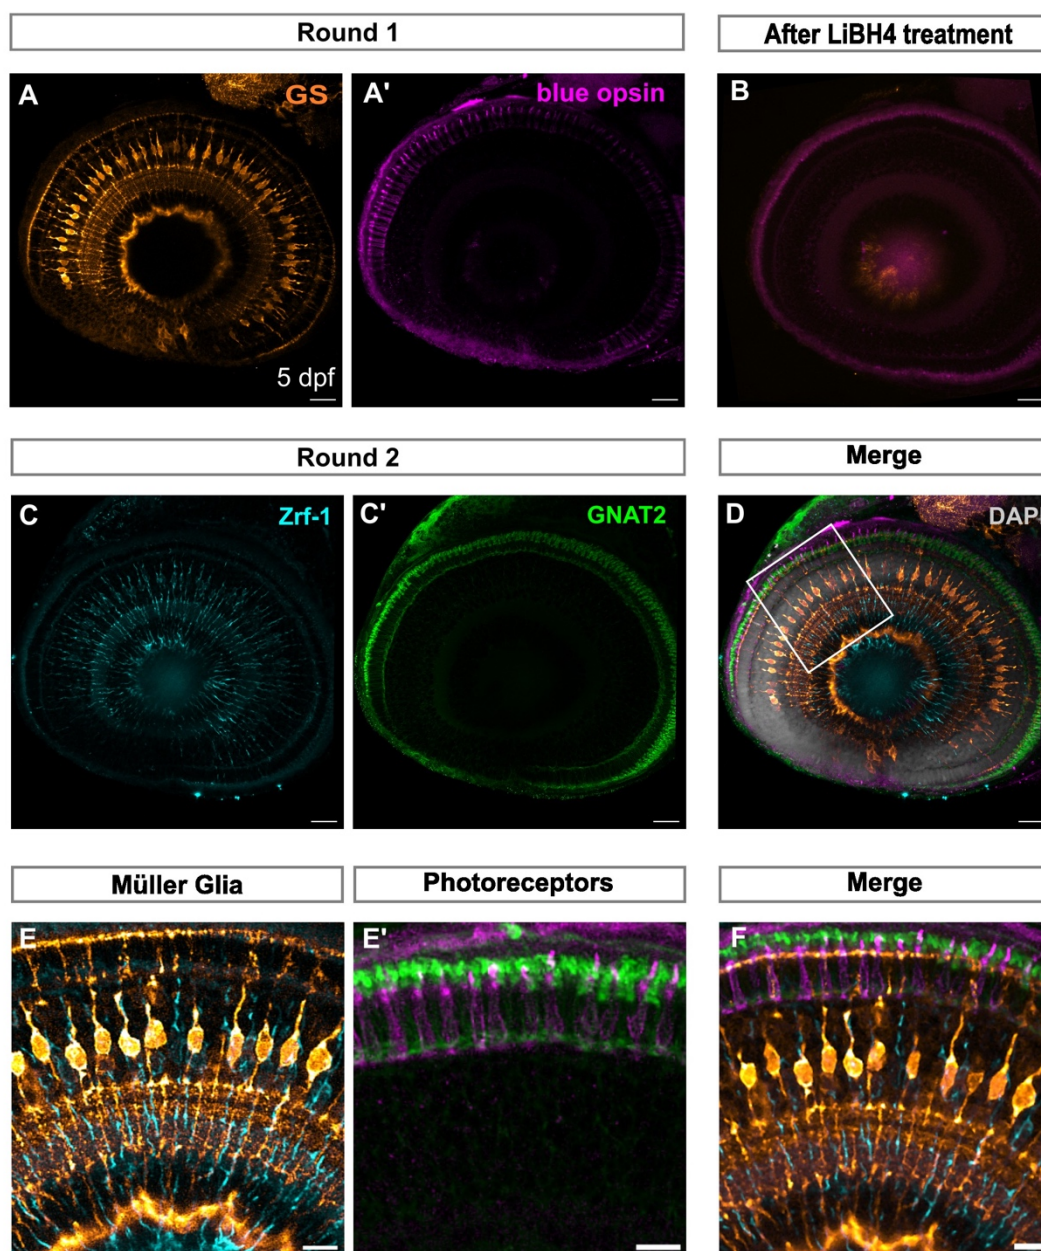 Round 1
After LiBH4 treatment
A
GS
5 dpf
A'
blue opsin
B
Round 2
Merge
C
Zrf-1
C'
GNAT2
D
DAP
Müller Glia
Photoreceptors
Merge
E
E'
F